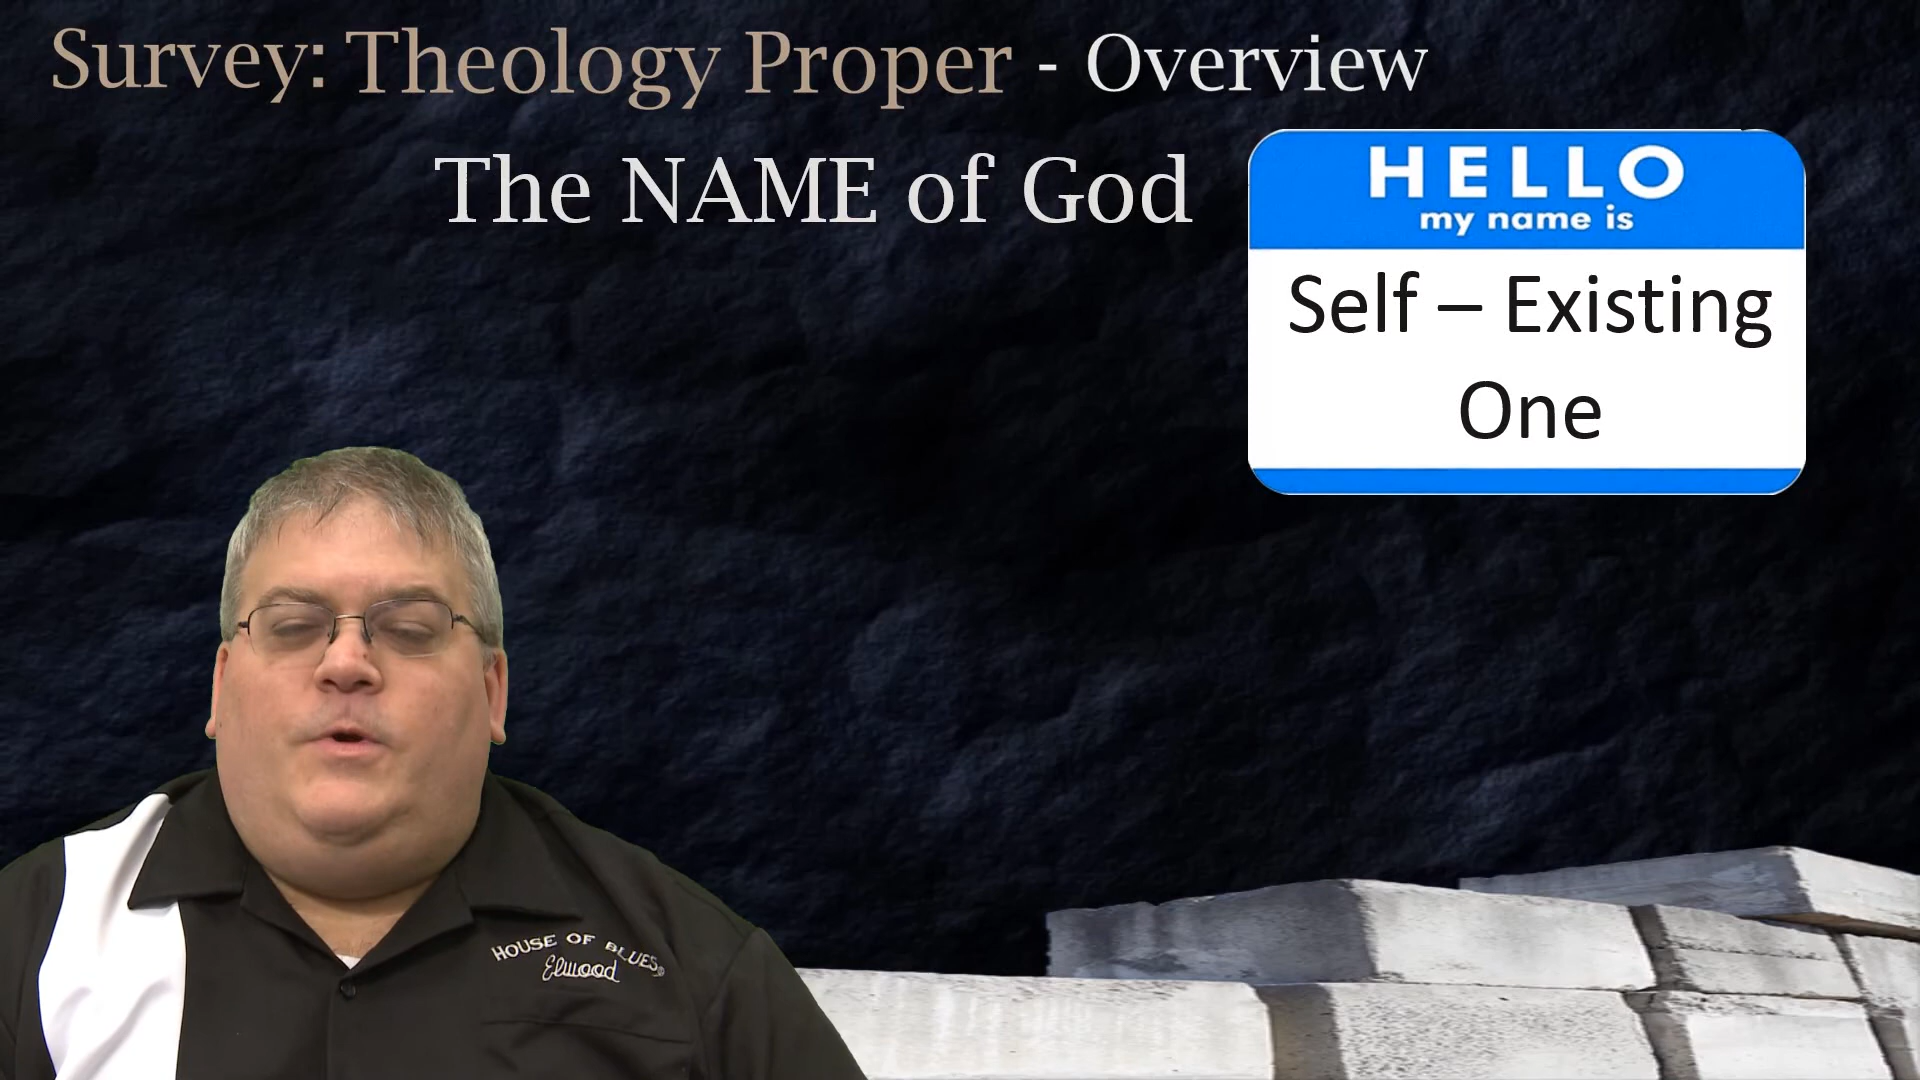 Survey: Theology Proper - Overview
The NAME of God
HELLO
my name is
Self – Existing
One
HOUSE OF BLUES®
Elwood